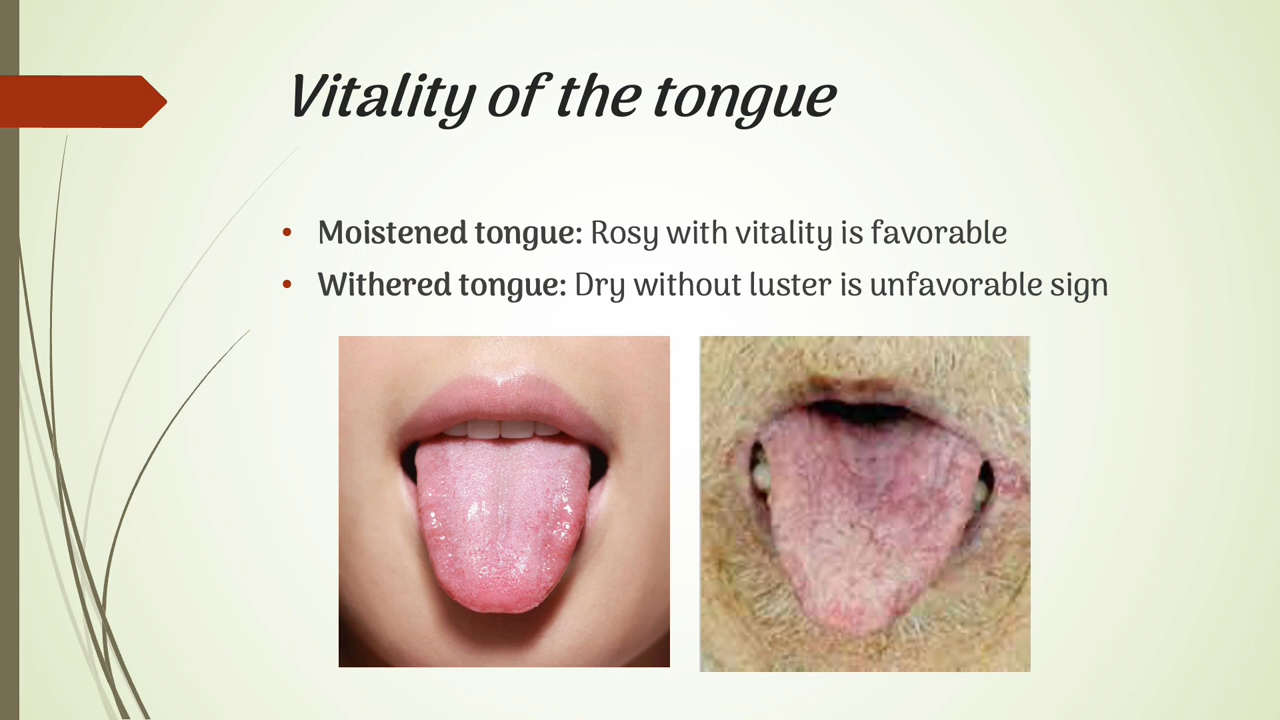 Vitality of the tongue
• Moistened tongue: Rosy with vitality is favorable
• Withered tongue: Dry without luster is unfavorable sign